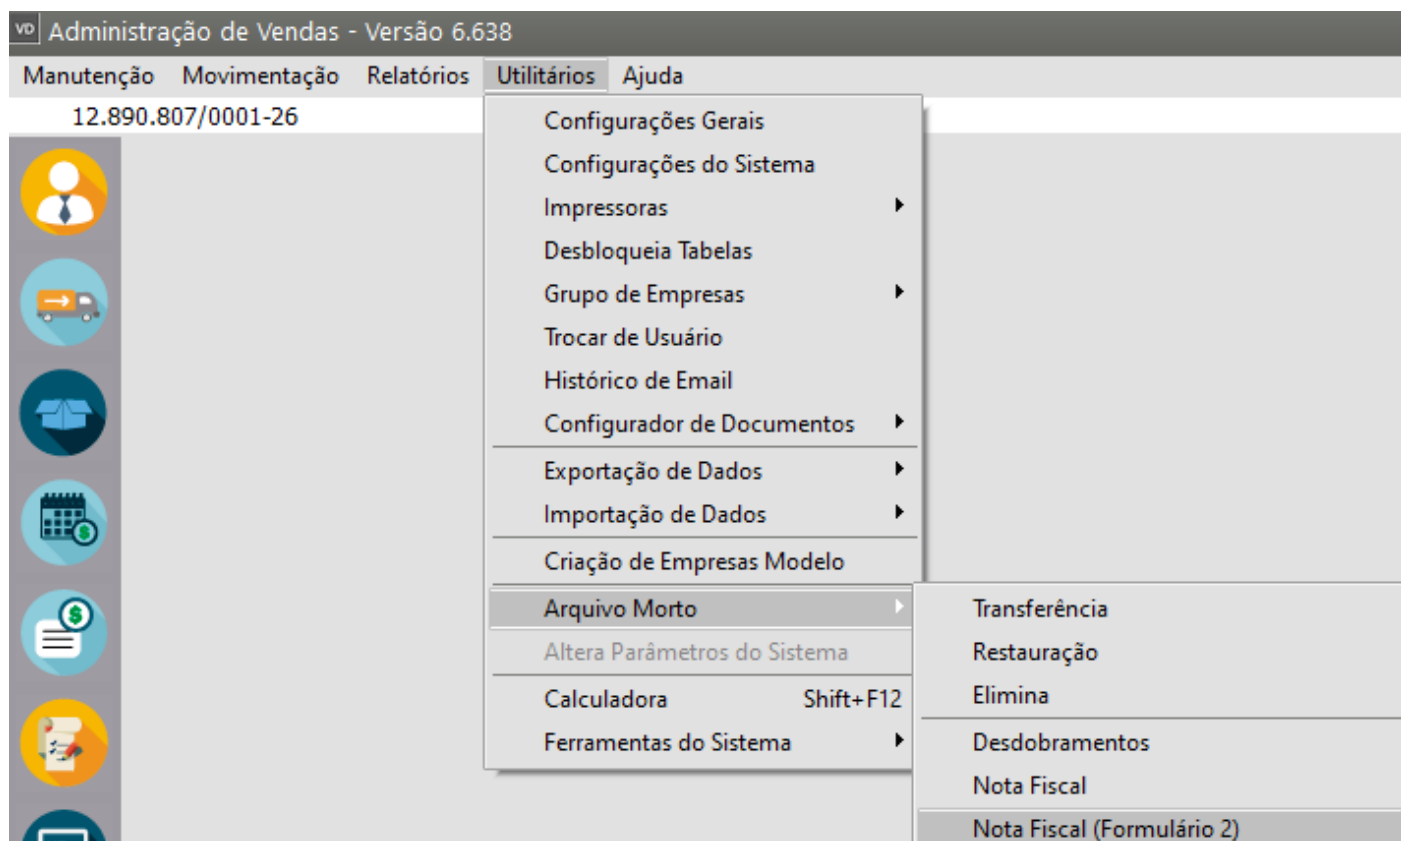 VD Administração de Vendas - Versão 6.638
Manutenção Movimentação Relatórios Utilitários Ajuda
12.890.807/0001-26
Configurações Gerais
Configurações do Sistema
Impressoras
Desbloqueia Tabelas
Grupo de Empresas
Trocar de Usuário
Histórico de Email
Configurador de Documentos
Exportação de Dados
Importação de Dados
Criação de Empresas Modelo
Arquivo Morto
Altera Parâmetros do Sistema
Calculadora Shift+F12
Ferramentas do Sistema
Transferência
Restauração
Elimina
Desdobramentos
Nota Fiscal
Nota Fiscal (Formulário 2)